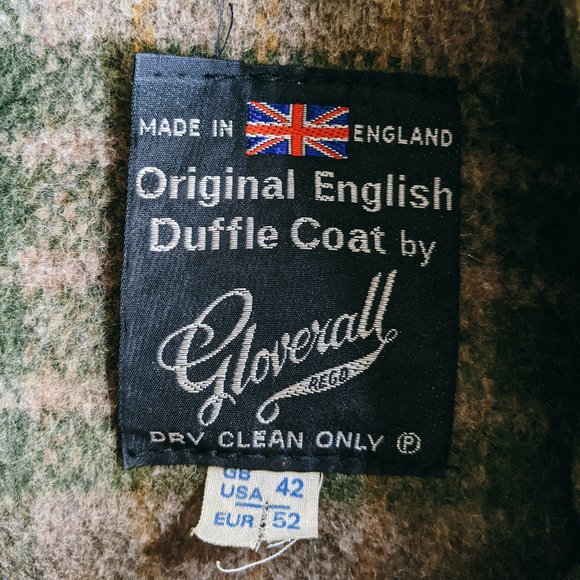 MADE IN ENGLAND
Original English
Duffle Coat by
Gloverall
REGD
DRY CLEAN ONLY Ⓟ
GB
USA 42
EUR 52